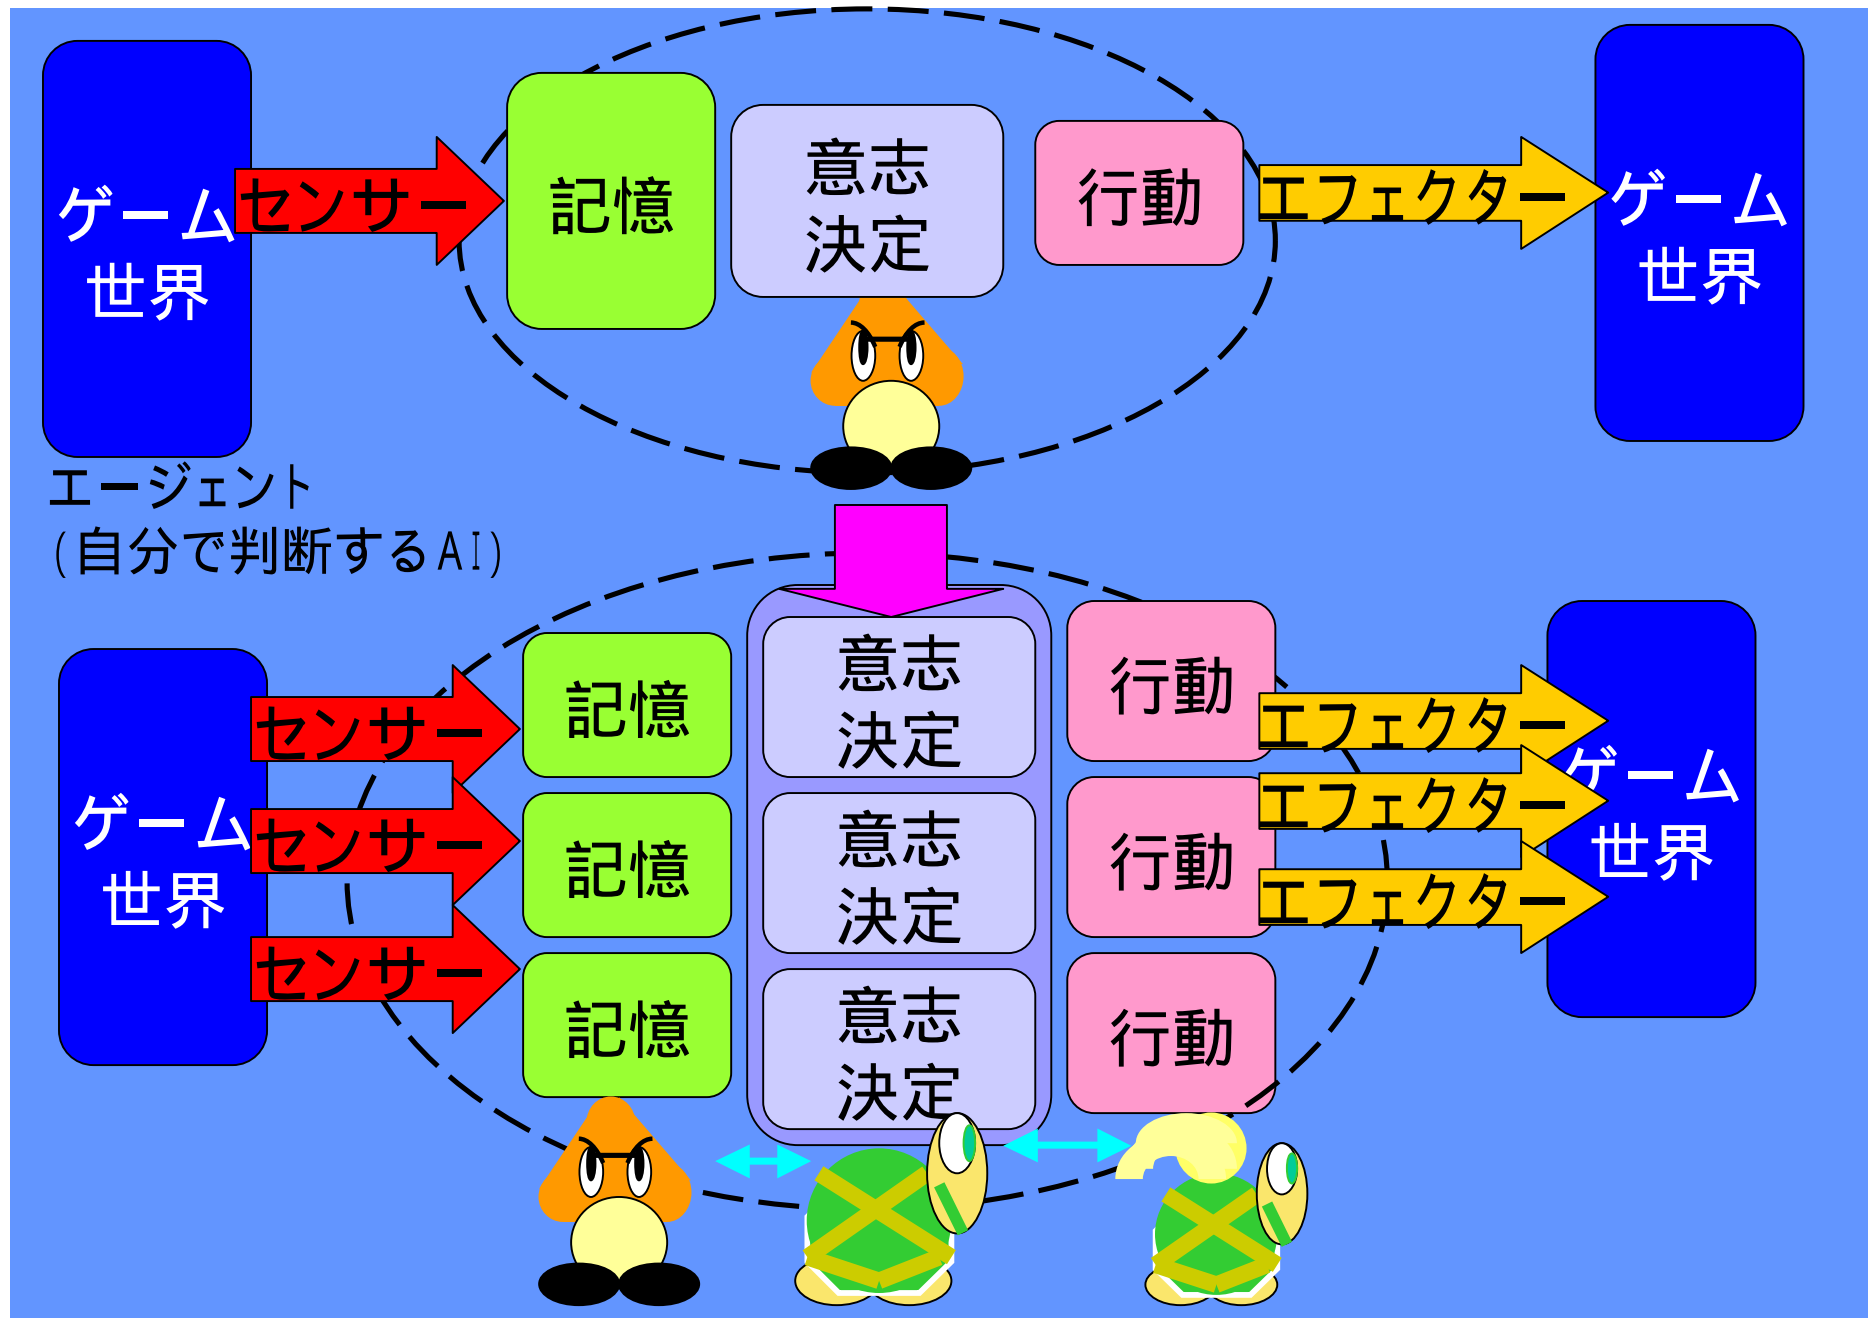 ゲーム
世界
センサー
記憶
意志
決定
行動
エフェクター
ゲーム
世界
エージェント
(自分で判断するAI)
ゲーム
世界
センサー
センサー
センサー
記憶
記憶
記憶
意志
決定
意志
決定
意志
決定
行動
行動
行動
エフェクター
エフェクター
エフェクター
ゲーム
世界